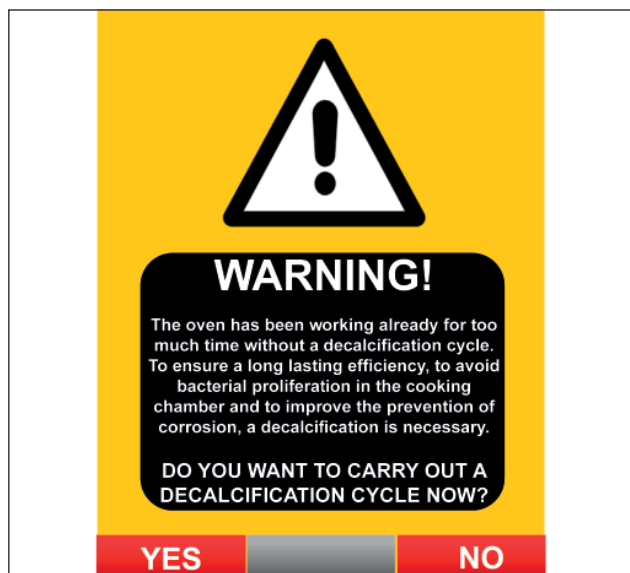 WARNING!
The oven has been working already for too
much time without a decalcification cycle.
To ensure a long lasting efficiency, to avoid
bacterial proliferation in the cooking
chamber and to improve the prevention of
corrosion, a decalcification is necessary.
DO YOU WANT TO CARRY OUT A
DECALCIFICATION CYCLE NOW?
YES NO